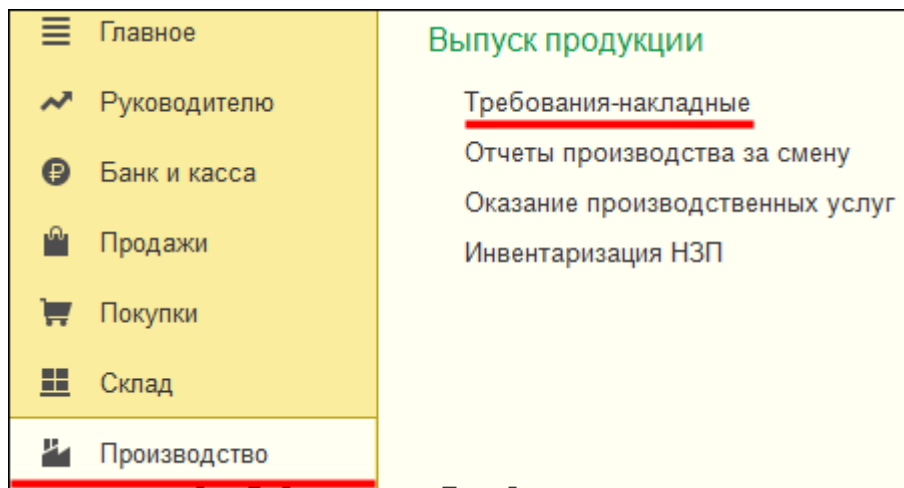 Главное
Руководителю
Банк и касса
Продажи
Покупки
Склад
Производство
Выпуск продукции
Требования-накладные
Отчеты производства за смену
Оказание производственных услуг
Инвентаризация НЗП